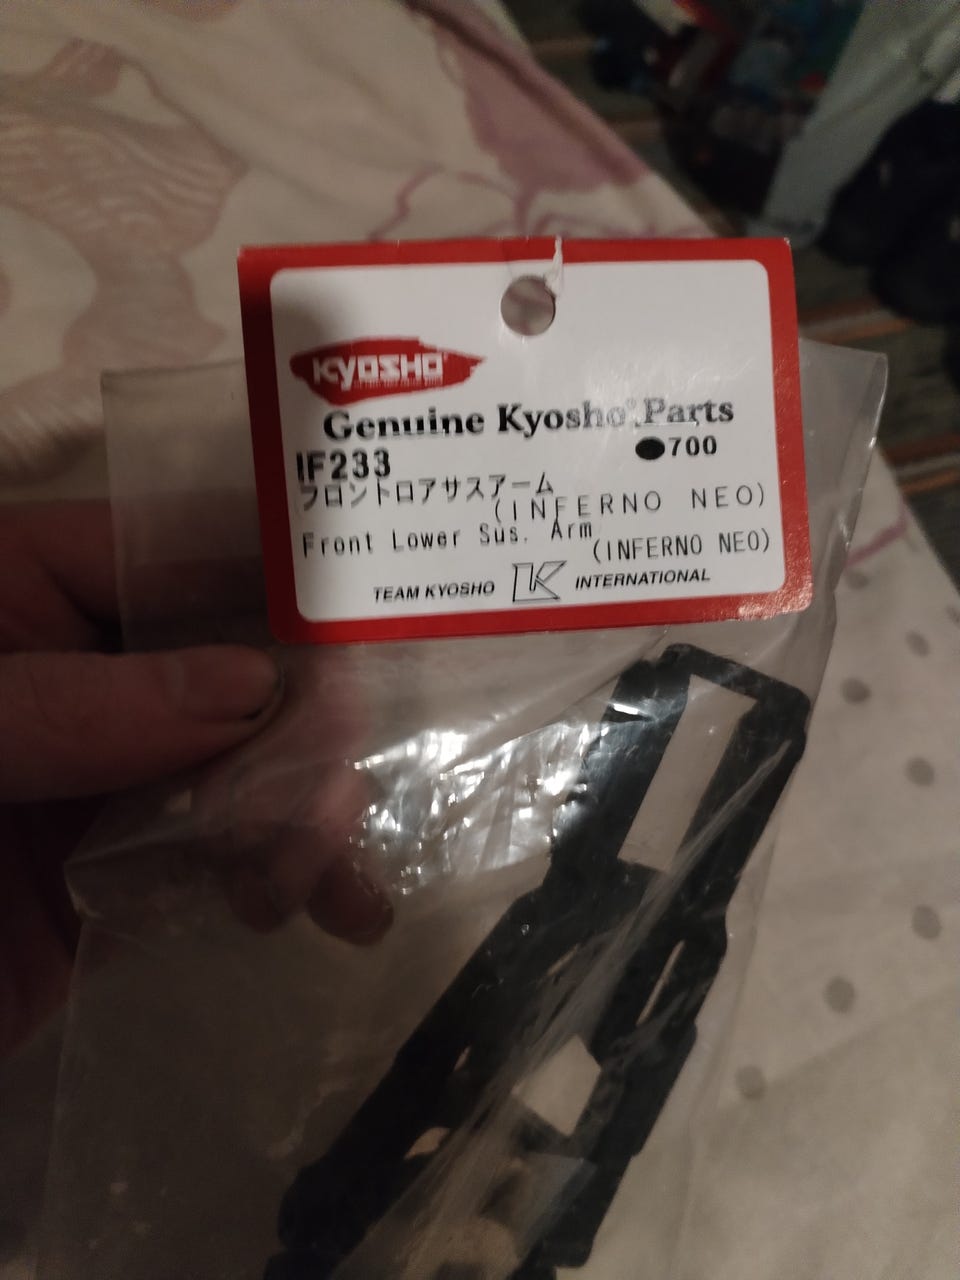 KYOSHO
Genuine Kyosho® Parts
IF233 ●700
フロントロアサスアーム
(INFERNO NEO)
Front Lower Sus. Arm
(INFERNO NEO)
TEAM KYOSHO K INTERNATIONAL